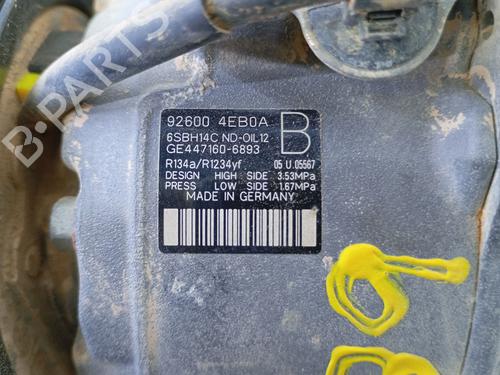 92600 4EB0A
6SBH14C ND-OIL12
GE447160-6893
B
R134a/R1234yf 05 U.05567
DESIGN HIGH SIDE 3.53MPa
PRESS LOW SIDE 1.67MPa
MADE IN GERMANY